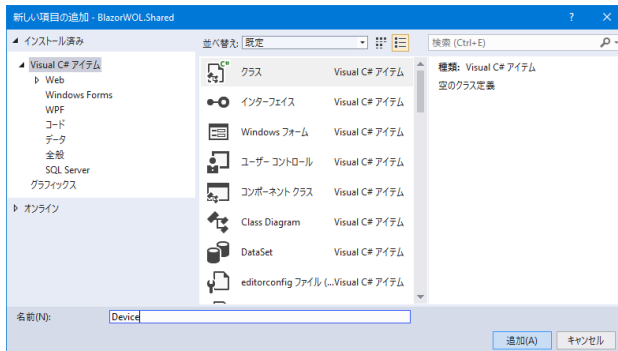 新しい項目の追加 - BlazorWOL.Shared
インストール済み
並べ替え: 既定
検索 (Ctrl+E)
Visual C# アイテム
Web
Windows Forms
WPF
コード
データ
全般
SQL Server
グラフィックス
オンライン
クラス Visual C# アイテム
インターフェイス Visual C# アイテム
Windows フォーム Visual C# アイテム
ユーザー コントロール Visual C# アイテム
コンポーネント クラス Visual C# アイテム
Class Diagram Visual C# アイテム
DataSet Visual C# アイテム
editorconfig ファイル (...Visual C# アイテム
種類: Visual C# アイテム
空のクラス定義
名前(N): Device
追加(A) キャンセル